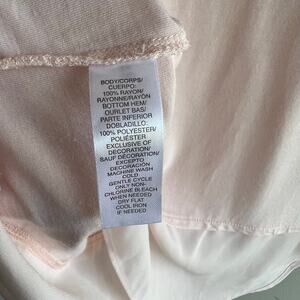 BODY/CORPS/
CUERPO:
100% RAYON/
RAYONNE/RAYÓN
BOTTOM HEM/
OURLET BAS/
PARTE INFERIOR
DOBLADILLO:
100% POLYESTER/
POLIÉSTER
EXCLUSIVE OF
DECORATION/
SAUF DÉCORATION/
EXCEPTO
DECORACIÓN
MACHINE WASH
COLD
GENTLE CYCLE
ONLY NON-
CHLORINE BLEACH
WHEN NEEDED
DRY FLAT
COOL IRON
IF NEEDED